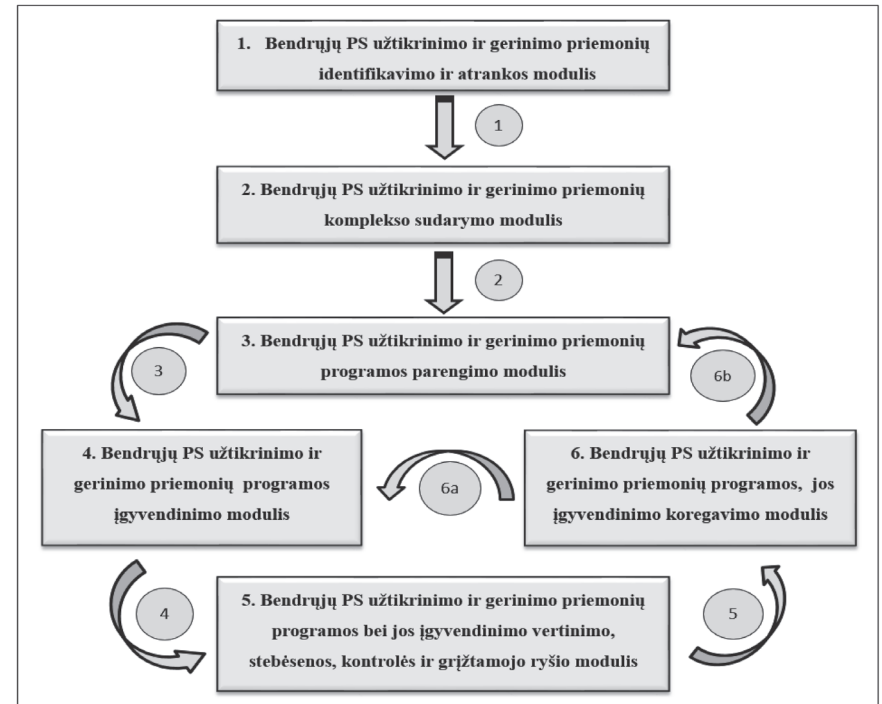 1. Bendrųjų PS užtikrinimo ir gerinimo priemonių
identifikavimo ir atrankos modulis
1
2. Bendrųjų PS užtikrinimo ir gerinimo priemonių
komplekso sudarymo modulis
2
3. Bendrųjų PS užtikrinimo ir gerinimo priemonių
programos parengimo modulis
3
6b
4. Bendrųjų PS užtikrinimo ir
gerinimo priemonių programos
įgyvendinimo modulis
6a
6. Bendrųjų PS užtikrinimo ir
gerinimo priemonių programos, jos
įgyvendinimo koregavimo modulis
4
5. Bendrųjų PS užtikrinimo ir gerinimo priemonių
programos bei jos įgyvendinimo vertinimo,
stebėsenos, kontrolės ir grįžtamojo ryšio modulis
5